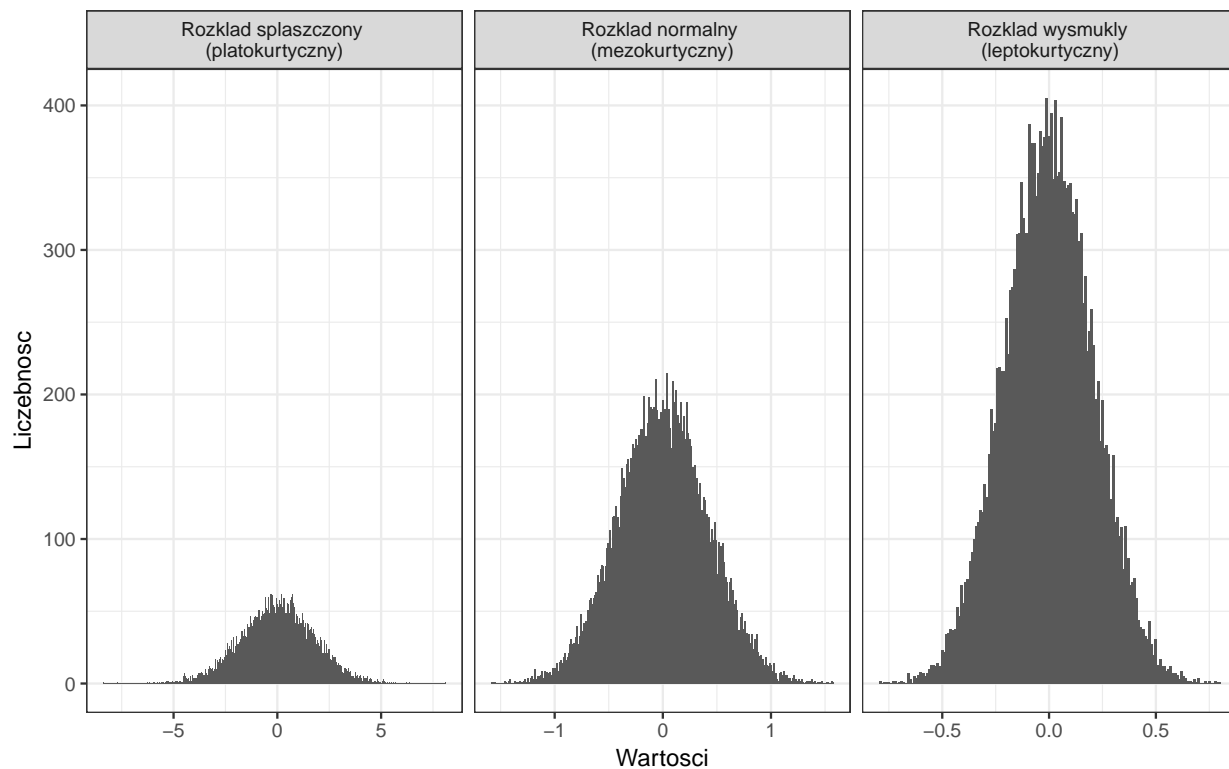 Rozklad splaszczony
(platokurtyczny)
Rozklad normalny
(mezokurtyczny)
Rozklad wysmukly
(leptokurtyczny)
Liczebnosc
400
300
200
100
0
−5
0
5
−1
0
1
−0.5
0.0
0.5
Wartosci